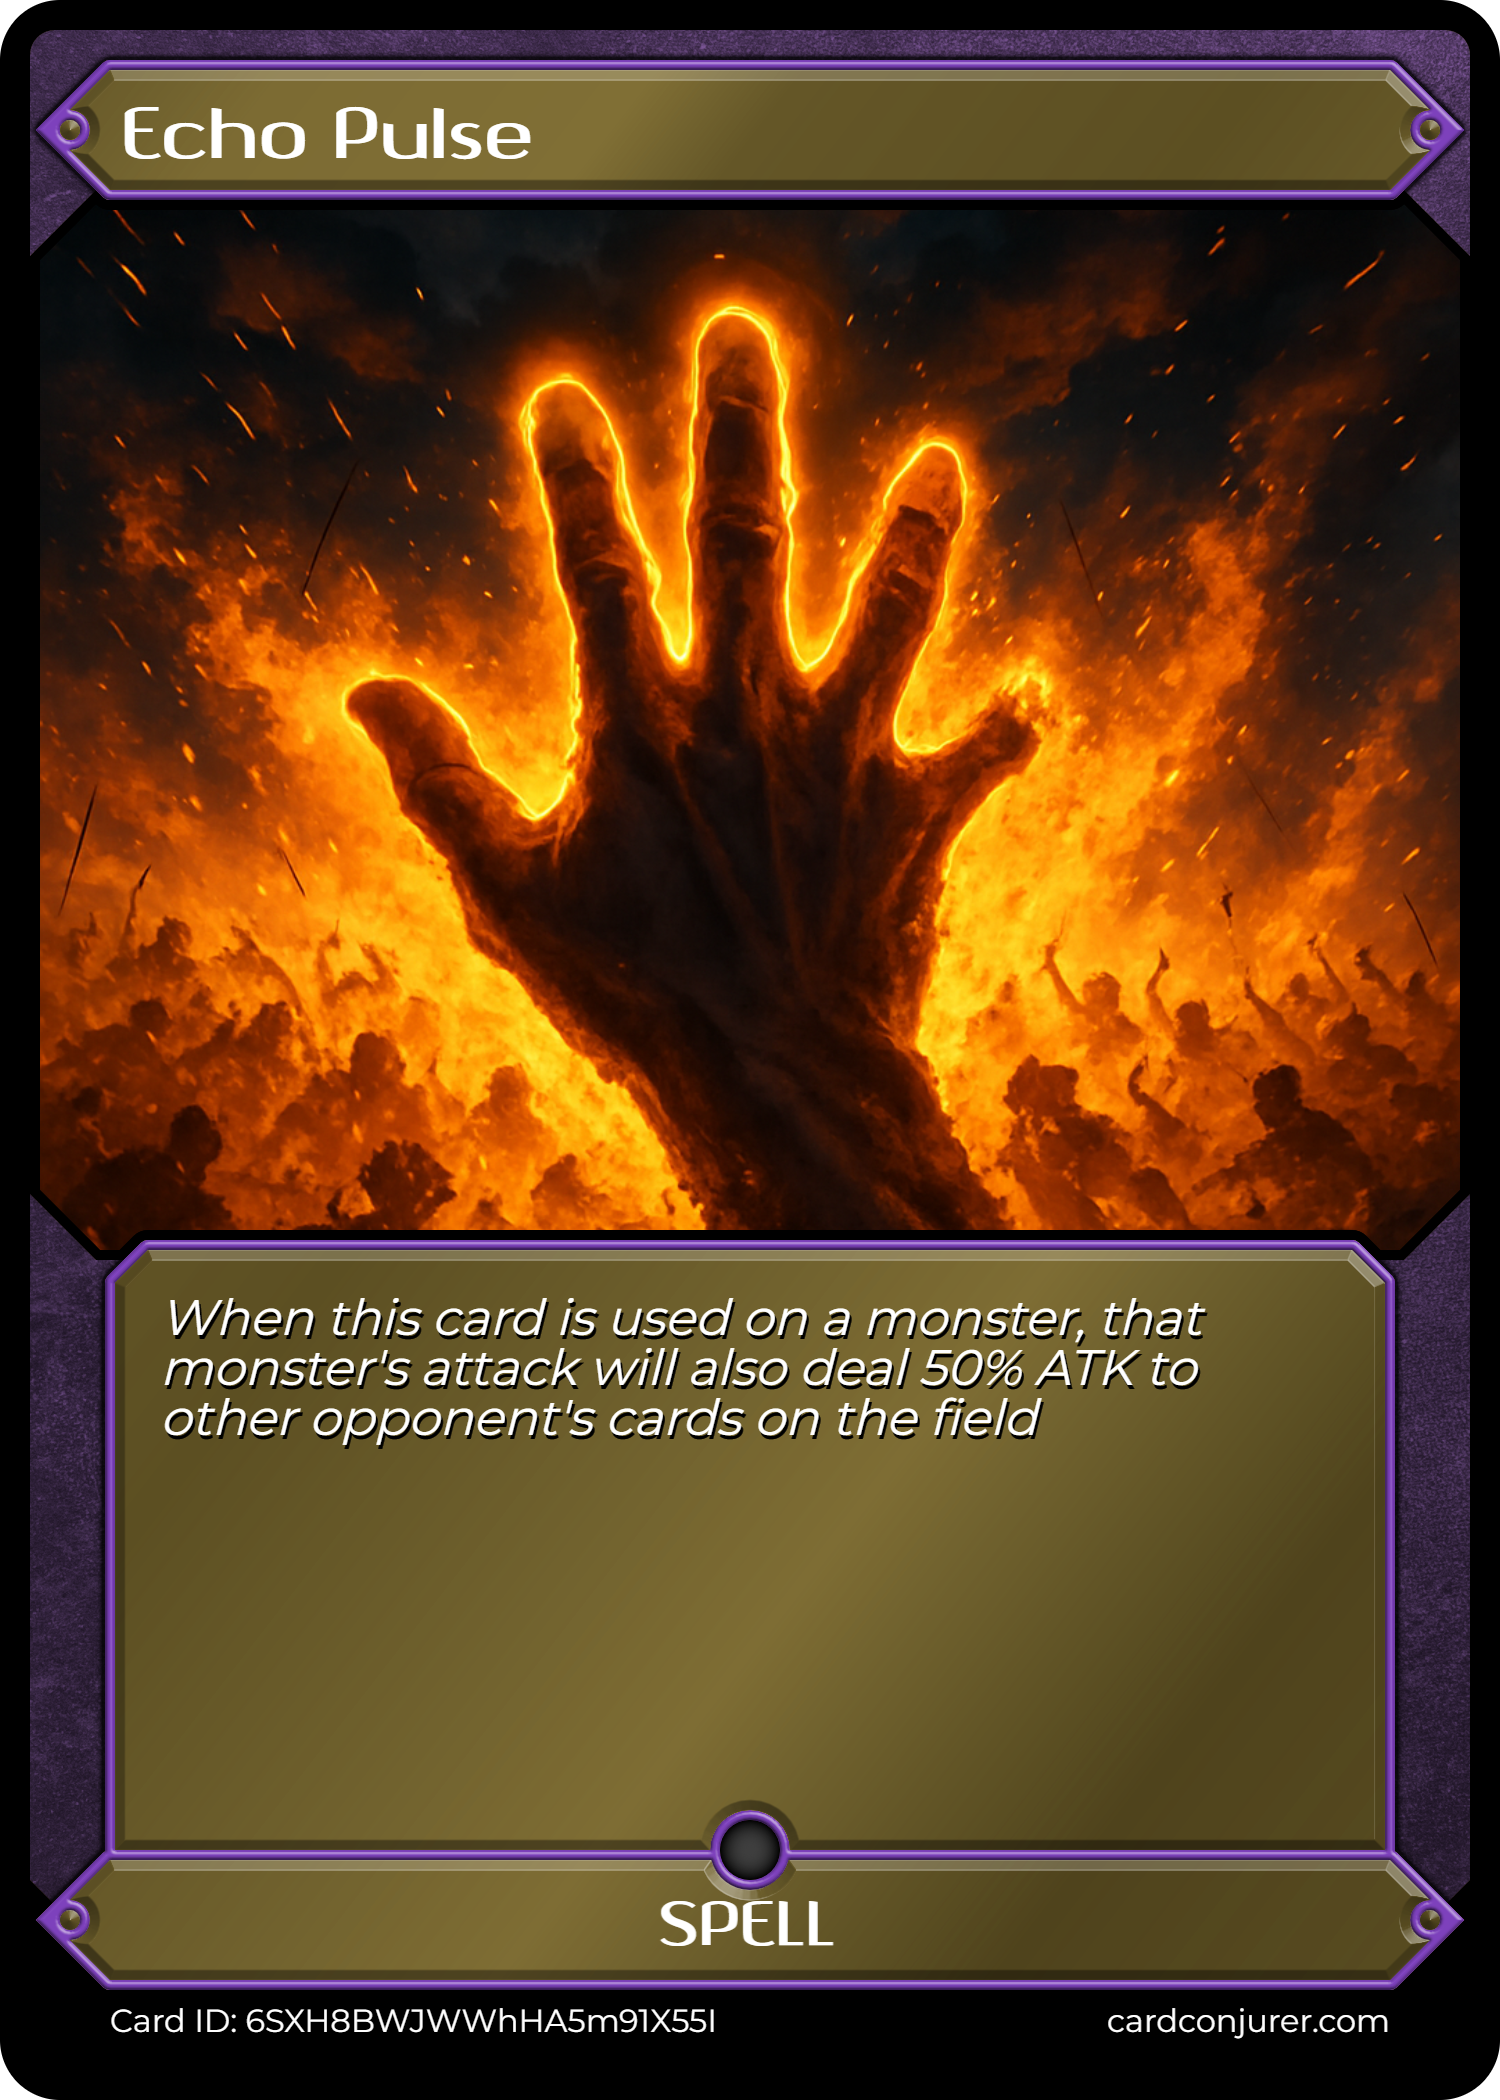 Echo Pulse
When this card is used on a monster, that
monster's attack will also deal 50% ATK to
other opponent's cards on the field
SPELL
Card ID: 6SXH8BWJWWhHA5m91X55I
cardconjurer.com